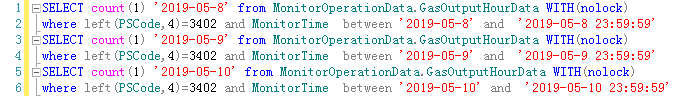 1 SELECT count(1) '2019-05-8' from MonitorOperationData.GasOutputHourData WITH(nolock)
2 where left(PSCode,4)=3402 and MonitorTime between '2019-05-8' and '2019-05-8 23:59:59'
3 SELECT count(1) '2019-05-9' from MonitorOperationData.GasOutputHourData WITH(nolock)
4 where left(PSCode,4)=3402 and MonitorTime between '2019-05-9' and '2019-05-9 23:59:59'
5 SELECT count(1) '2019-05-10' from MonitorOperationData.GasOutputHourData WITH(nolock)
6 where left(PSCode,4)=3402 and MonitorTime between '2019-05-10' and '2019-05-10 23:59:59'